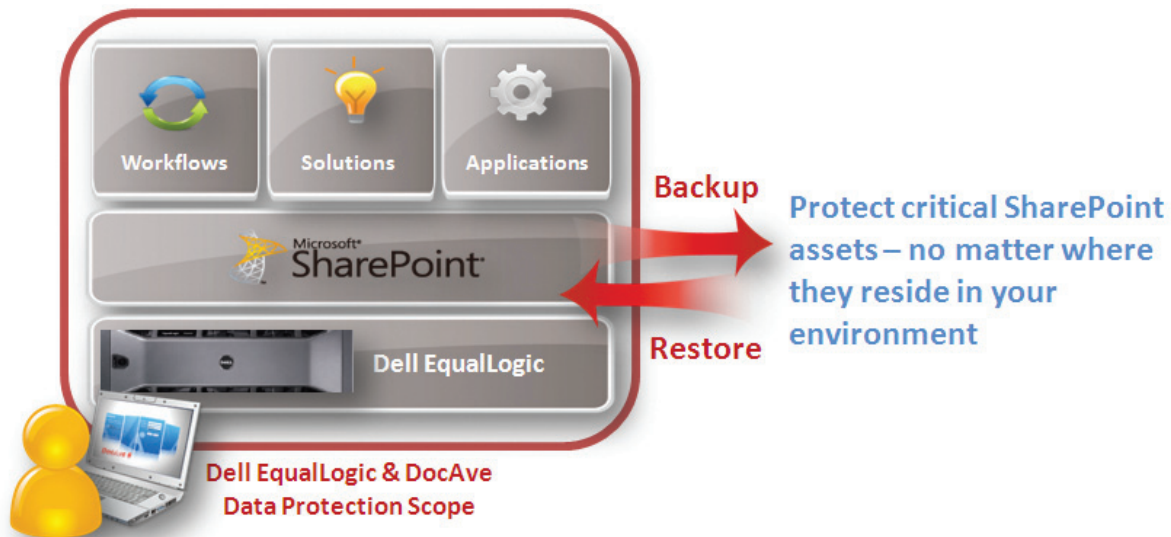 Workflows
Solutions
Applications
Microsoft®
SharePoint
Dell EqualLogic
Backup
Restore
Protect critical SharePoint
assets – no matter where
they reside in your
environment
Dell EqualLogic & DocAve
Data Protection Scope